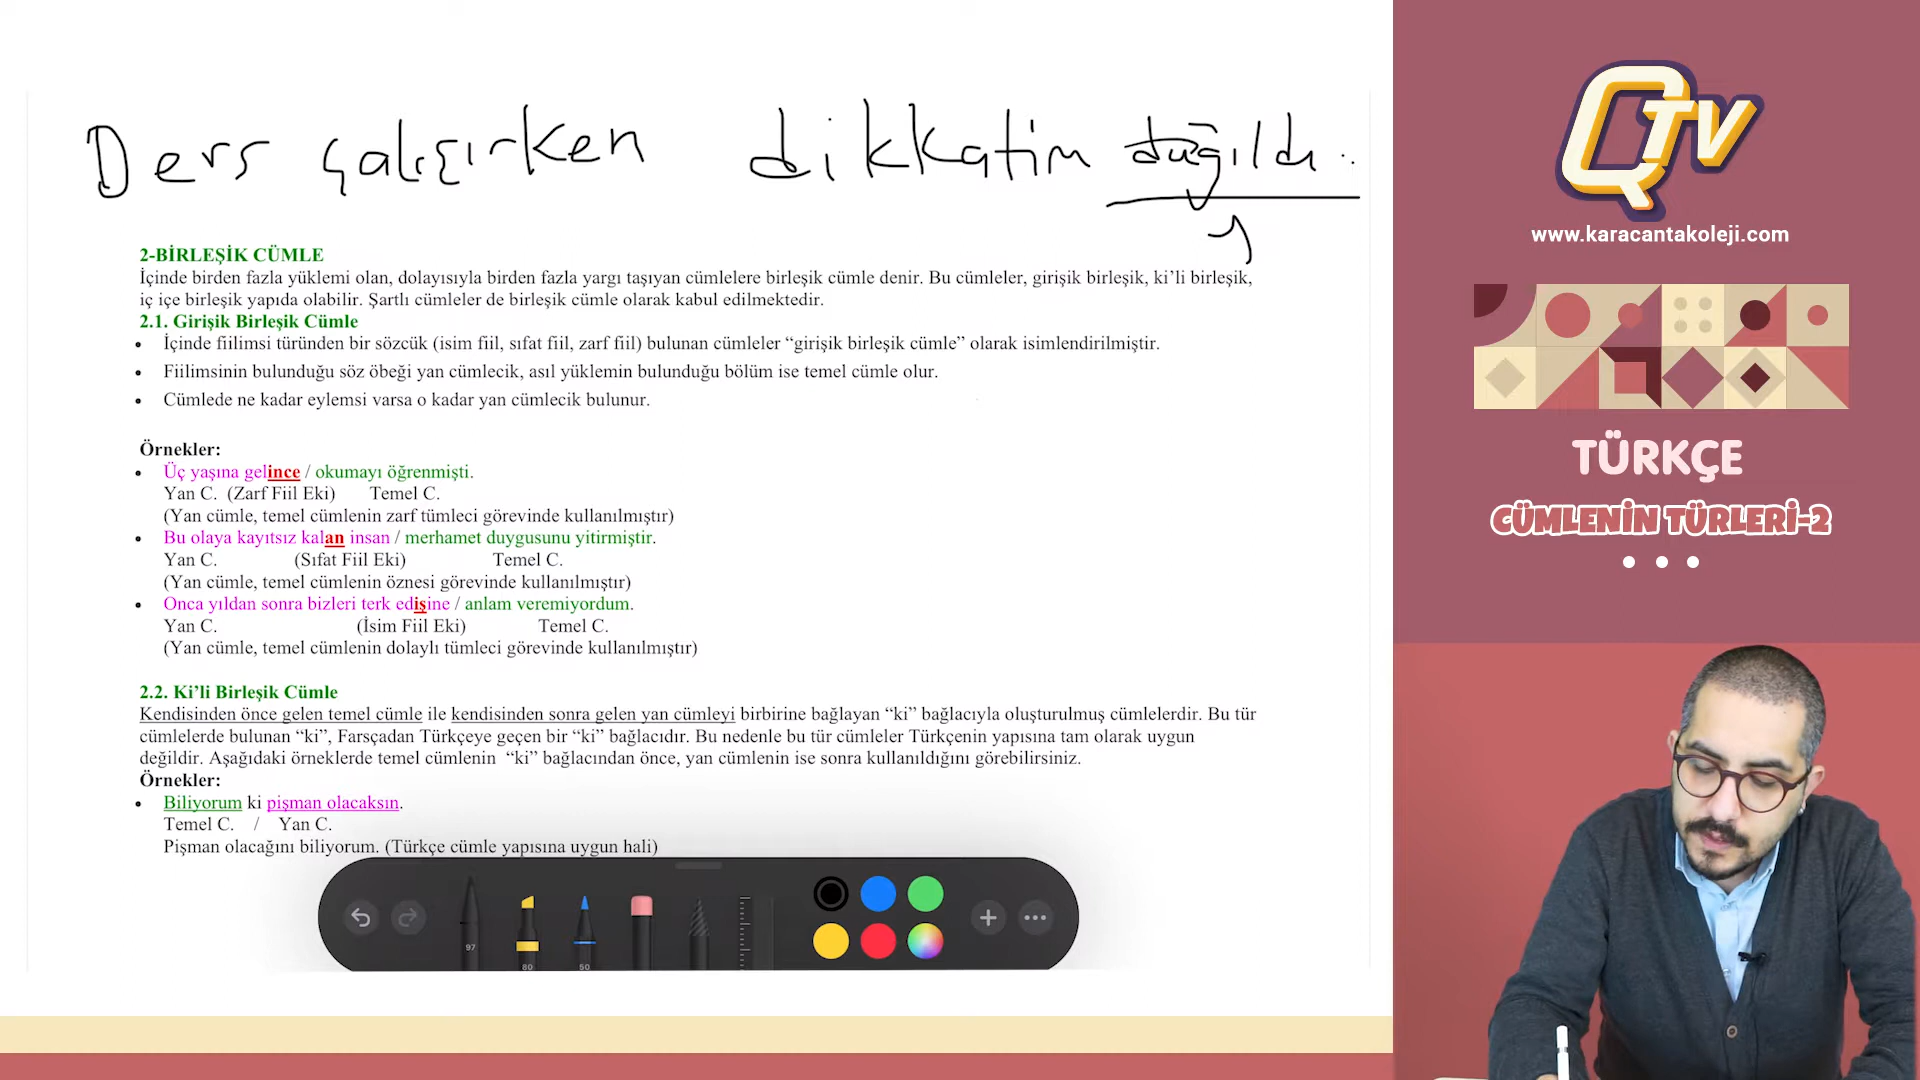 Ders çalışırken dikkatim dağıldı.
y
2-BİRLEŞİK CÜMLE
İçinde birden fazla yüklemi olan, dolayısıyla birden fazla yargı taşıyan cümlelere birleşik cümle denir. Bu cümleler, girişik birleşik, ki’li birleşik,
iç içe birleşik yapıda olabilir. Şartlı cümleler de birleşik cümle olarak kabul edilmektedir.
2.1. Girişik Birleşik Cümle
• İçinde fiilimsi türünden bir sözcük (isim fiil, sıfat fiil, zarf fiil) bulunan cümleler “girişik birleşik cümle” olarak isimlendirilmiştir.
• Fiilimsinin bulunduğu söz öbeği yan cümlecik, asıl yüklemin bulunduğu bölüm ise temel cümle olur.
• Cümlede ne kadar eylemsi varsa o kadar yan cümlecik bulunur.
Örnekler:
• Üç yaşına gelince / okumayı öğrenmişti.
Yan C. (Zarf Fiil Eki) Temel C.
(Yan cümle, temel cümlenin zarf tümleci görevinde kullanılmıştır)
• Bu olaya kayıtsız kalan insan / merhamet duygusunu yitirmiştir.
Yan C. (Sıfat Fiil Eki) Temel C.
(Yan cümle, temel cümlenin öznesi görevinde kullanılmıştır)
• Onca yıldan sonra bizleri terk edişine / anlam veremiyordum.
Yan C. (İsim Fiil Eki) Temel C.
(Yan cümle, temel cümlenin dolaylı tümleci görevinde kullanılmıştır)
2.2. Ki’li Birleşik Cümle
Kendisinden önce gelen temel cümle ile kendisinden sonra gelen yan cümleyi birbirine bağlayan “ki” bağlacıyla oluşturulmuş cümlelerdir. Bu tür
cümlelerde bulunan “ki”, Farsçadan Türkçeye geçen bir “ki” bağlacıdır. Bu nedenle bu tür cümleler Türkçenin yapısına tam olarak uygun
değildir. Aşağıdaki örneklerde temel cümlenin “ki” bağlacından önce, yan cümlenin ise sonra kullanıldığını görebilirsiniz.
Örnekler:
• Biliyorum ki pişman olacaksın.
Temel C. / Yan C.
Pişman olacağını biliyorum. (Türkçe cümle yapısına uygun hali)
97
80
50
QTV
www.karacantakoleji.com
TÜRKÇE
CÜMLENİN TÜRLERİ-2